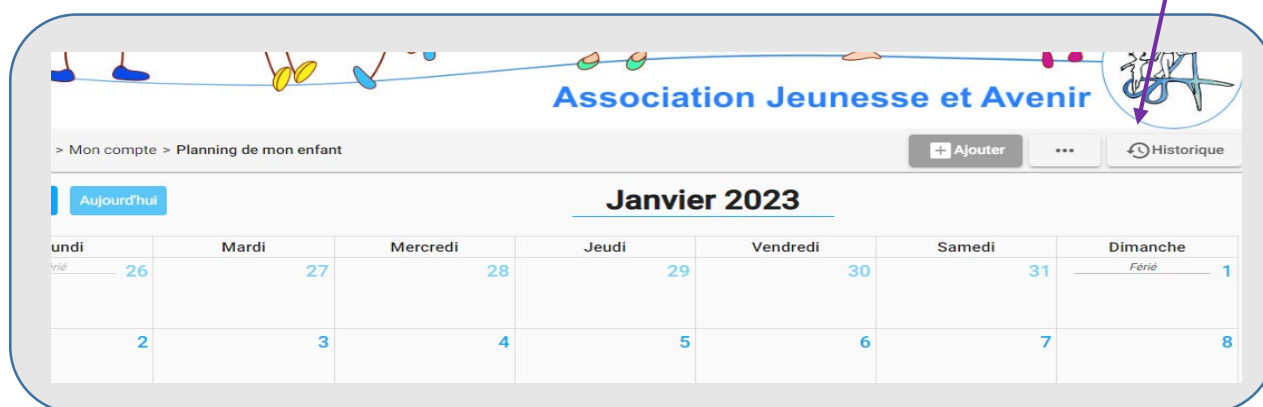 Association Jeunesse et Avenir
> Mon compte > Planning de mon enfant
+ Ajouter ••• Historique
Aujourd'hui
Janvier 2023
undi Mardi Mercredi Jeudi Vendredi Samedi Dimanche
rié 26 27 28 29 30 31 Férié 1
2 3 4 5 6 7 8